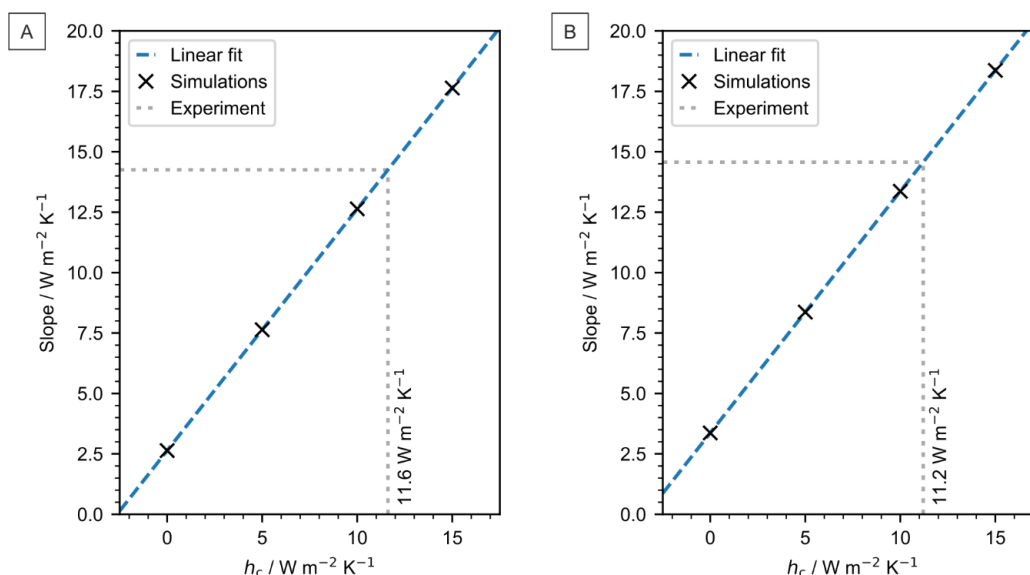 A
Linear fit
Simulations
Experiment
20.0
17.5
15.0
12.5
10.0
7.5
5.0
2.5
0.0
Slope / W m⁻² K⁻¹
11.6 W m⁻² K⁻¹
0 5 10 15
h_c / W m⁻² K⁻¹
B
Linear fit
Simulations
Experiment
20.0
17.5
15.0
12.5
10.0
7.5
5.0
2.5
0.0
Slope / W m⁻² K⁻¹
11.2 W m⁻² K⁻¹
0 5 10 15
h_c / W m⁻² K⁻¹